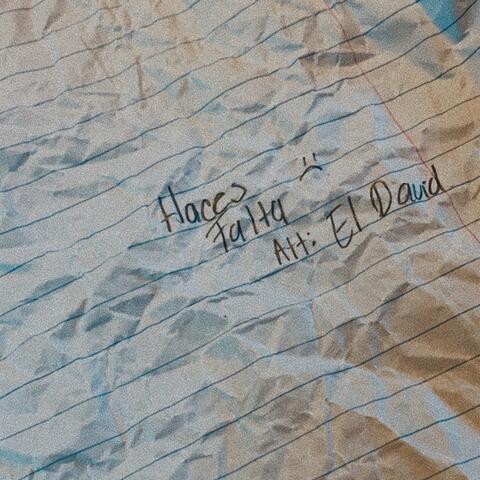 Haces :(
Falta
Att: El David